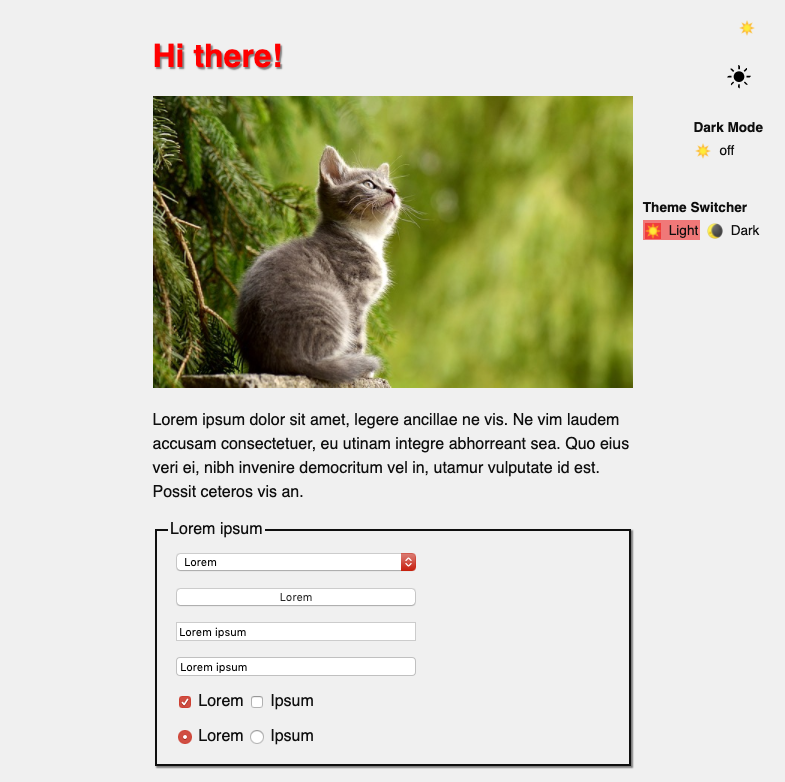 Hi there!
Dark Mode
off
Theme Switcher
Light Dark
Lorem ipsum dolor sit amet, legere ancillae ne vis. Ne vim laudem
accusam consectetuer, eu utinam integre abhorreant sea. Quo eius
veri ei, nibh invenire democritum vel in, utamur vulputate id est.
Possit ceteros vis an.
Lorem ipsum
Lorem
Lorem
Lorem ipsum
Lorem ipsum
Lorem Ipsum
Lorem Ipsum